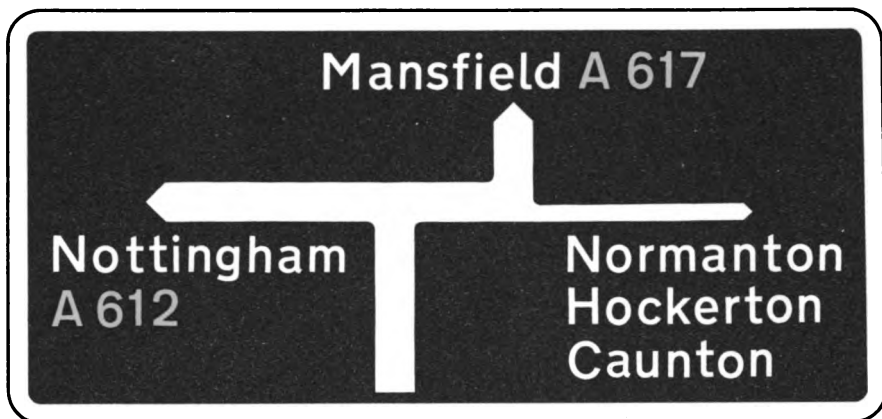 Mansfield A 617
Nottingham
A 612
Normanton
Hockerton
Caunton